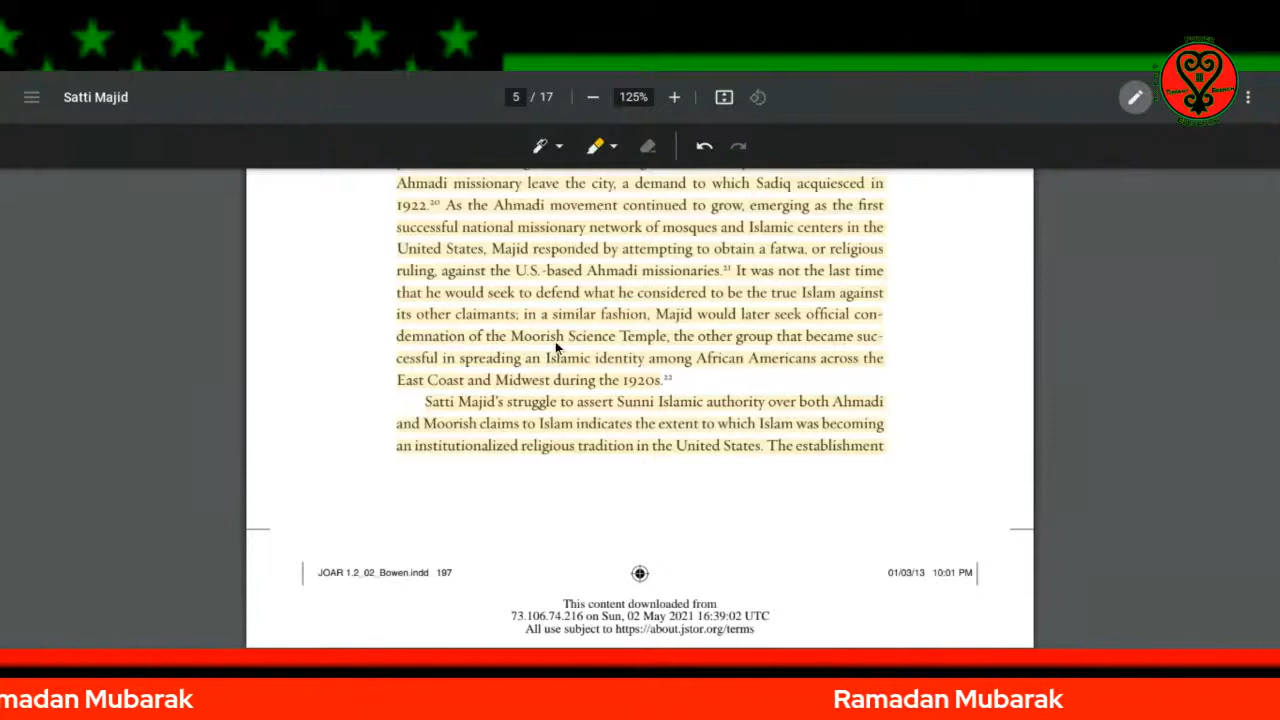 Satti Majid
5 / 17
125%
Ahmadi missionary leave the city, a demand to which Sadiq acquiesced in
1922.20 As the Ahmadi movement continued to grow, emerging as the first
successful national missionary network of mosques and Islamic centers in the
United States, Majid responded by attempting to obtain a fatwa, or religious
ruling, against the U.S.-based Ahmadi missionaries.21 It was not the last time
that he would seek to defend what he considered to be the true Islam against
its other claimants; in a similar fashion, Majid would later seek official con-
demnation of the Moorish Science Temple, the other group that became suc-
cessful in spreading an Islamic identity among African Americans across the
East Coast and Midwest during the 1920s.22
Satti Majid's struggle to assert Sunni Islamic authority over both Ahmadi
and Moorish claims to Islam indicates the extent to which Islam was becoming
an institutionalized religious tradition in the United States. The establishment
JOAR 1.2_02_Bowen.indd 197
01/03/13 10:01 PM
This content downloaded from
73.106.74.216 on Sun, 02 May 2021 16:39:02 UTC
All use subject to https://about.jstor.org/terms
madan Mubarak
Ramadan Mubarak